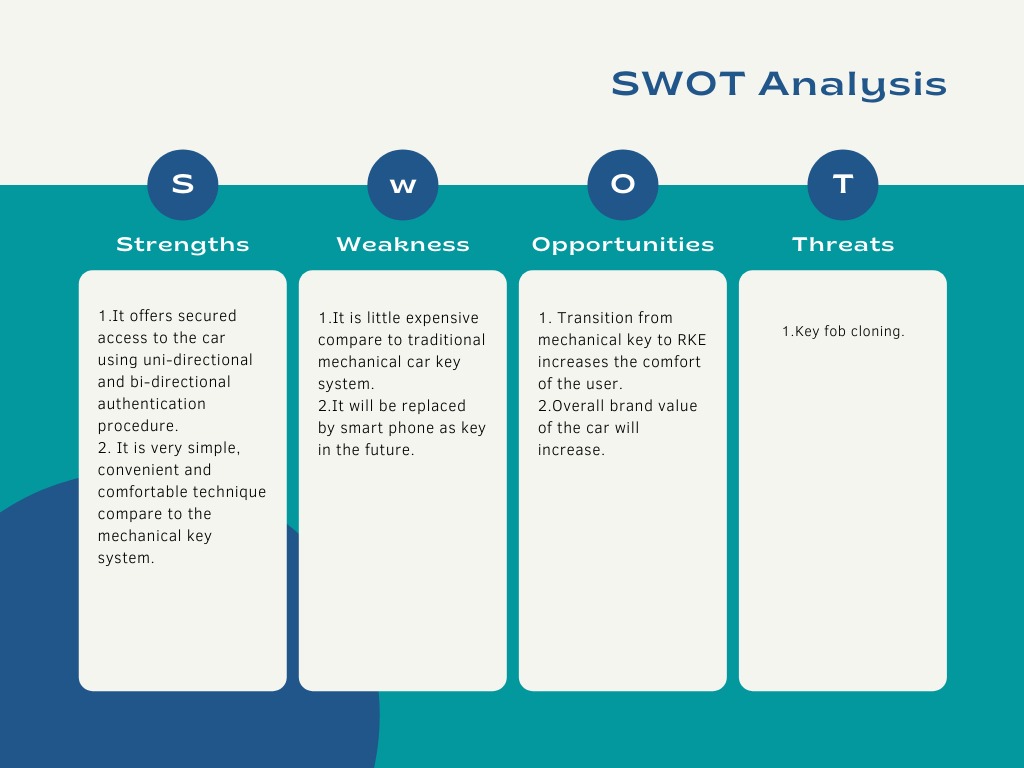 SWOT Analysis
S
Strengths
1.It offers secured
access to the car
using uni-directional
and bi-directional
authentication
procedure.
2. It is very simple,
convenient and
comfortable technique
compare to the
mechanical key
system.
w
Weakness
1.It is little expensive
compare to traditional
mechanical car key
system.
2.It will be replaced
by smart phone as key
in the future.
O
Opportunities
1. Transition from
mechanical key to RKE
increases the comfort
of the user.
2.Overall brand value
of the car will
increase.
T
Threats
1.Key fob cloning.